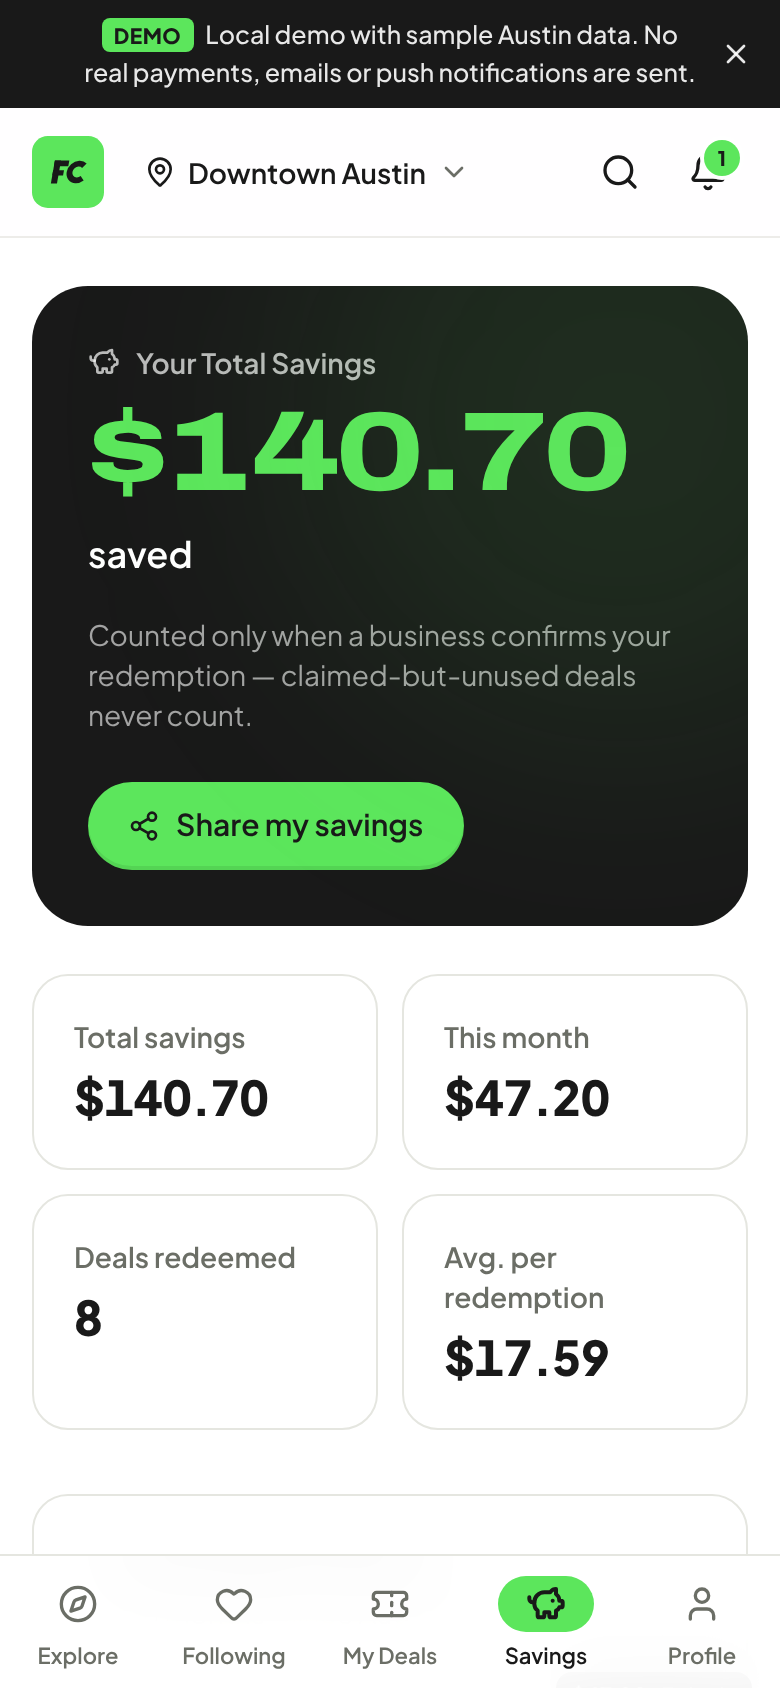 DEMO Local demo with sample Austin data. No
real payments, emails or push notifications are sent.
FC
Downtown Austin
1
Your Total Savings
$140.70
saved
Counted only when a business confirms your
redemption — claimed-but-unused deals
never count.
Share my savings
Total savings
$140.70
This month
$47.20
Deals redeemed
8
Avg. per
redemption
$17.59
Explore
Following
My Deals
Savings
Profile